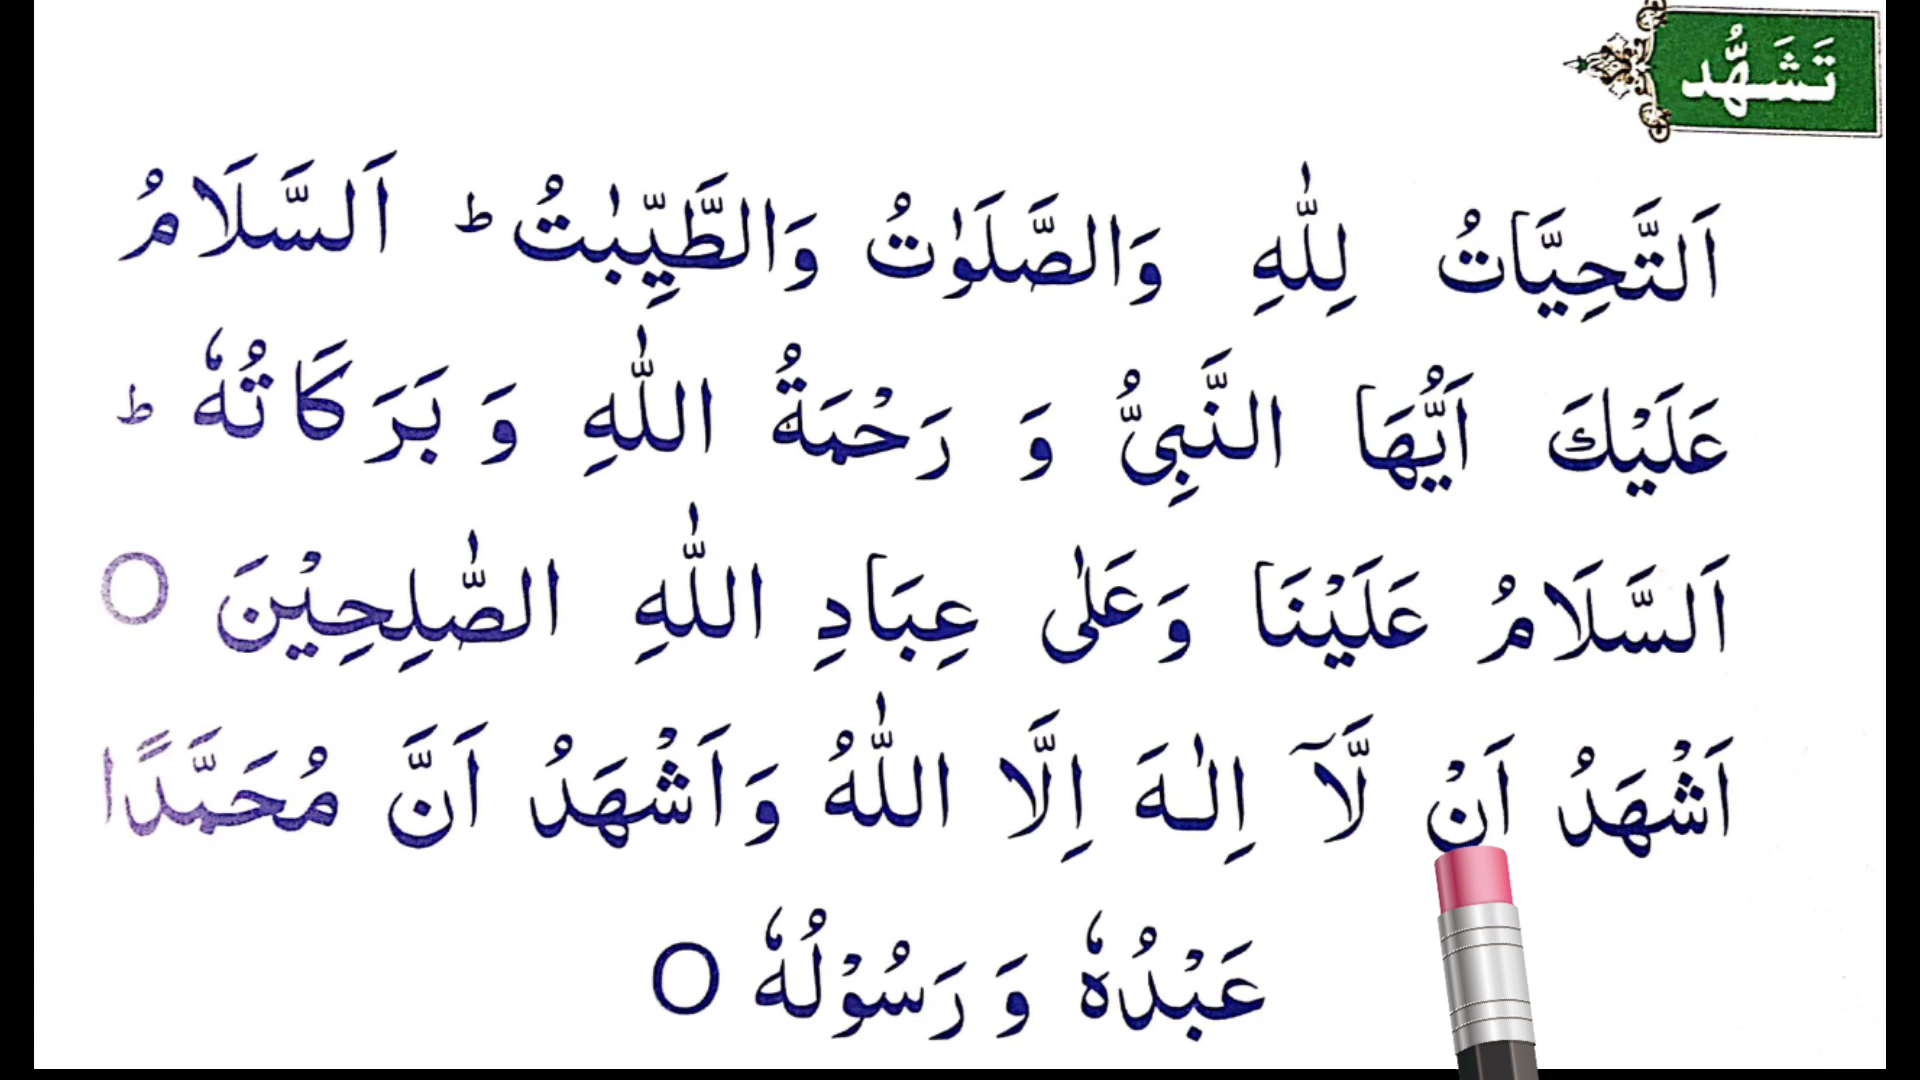 تَشَهُّد
اَلتَّحِيَّاتُ لِلّٰهِ وَالصَّلَوٰتُ وَالطَّيِّبٰتُ ؕ اَلسَّلَامُ
عَلَيْكَ اَيُّهَا النَّبِیُّ وَ رَحْمَةُ اللّٰهِ وَ بَرَكَاتُهٗ ؕ
اَلسَّلَامُ عَلَيْنَا وَعَلٰی عِبَادِ اللّٰهِ الصّٰلِحِيْنَ ○
اَشْهَدُ اَنْ لَّآ اِلٰهَ اِلَّا اللّٰهُ وَاَشْهَدُ اَنَّ مُحَمَّدًا
عَبْدُهٗ وَ رَسُوْلُهٗ ○